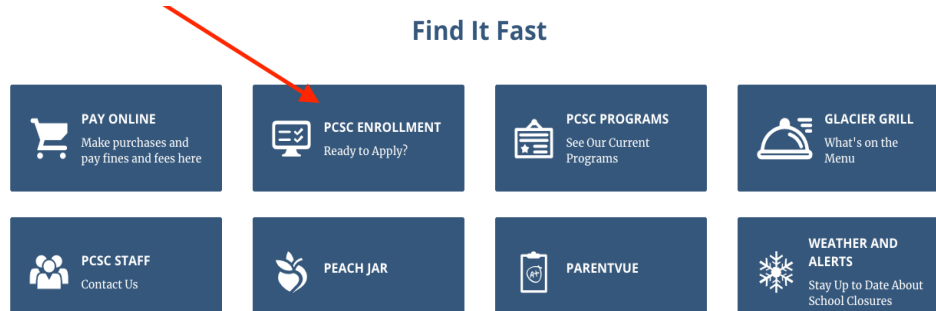 Find It Fast
PAY ONLINE
Make purchases and
pay fines and fees here
PCSC ENROLLMENT
Ready to Apply?
PCSC PROGRAMS
See Our Current
Programs
GLACIER GRILL
What's on the
Menu
PCSC STAFF
Contact Us
PEACH JAR
A+
PARENTVUE
WEATHER AND
ALERTS
Stay Up to Date About
School Closures